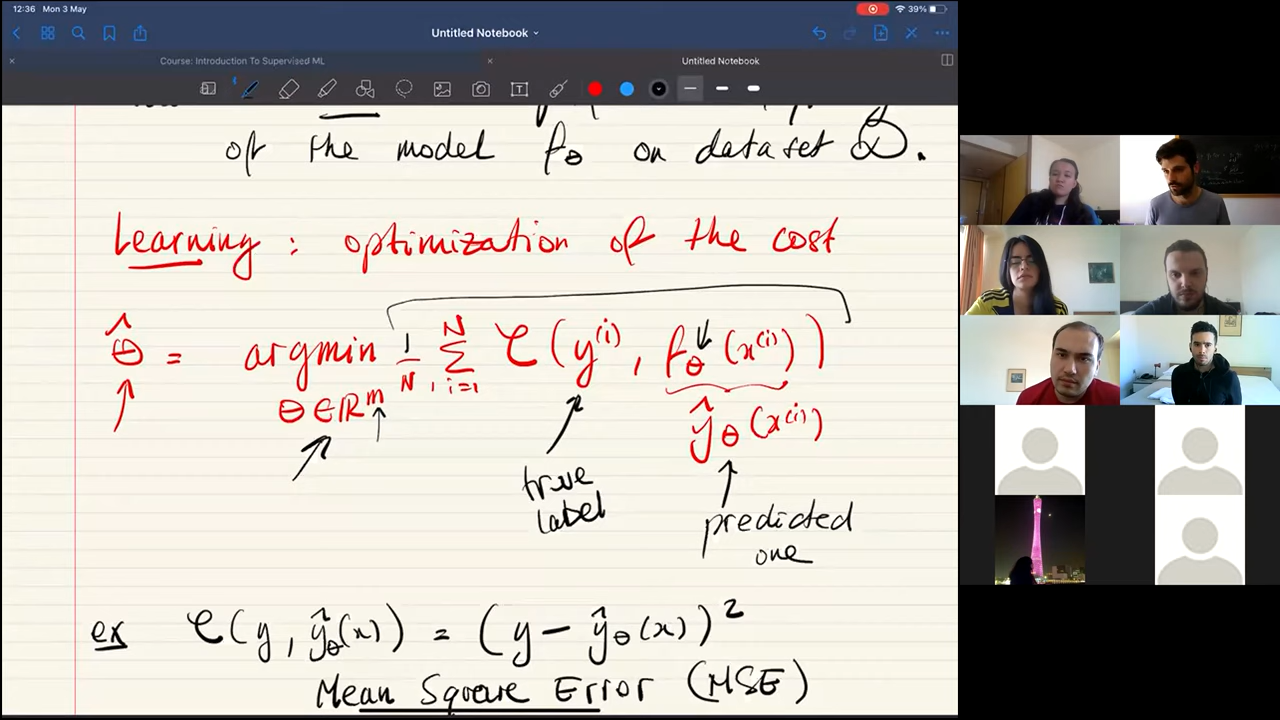 12:36 Mon 3 May
39%
Untitled Notebook
Course: Introduction To Supervised ML
Untitled Notebook
of the model fθ on dataset 𝒟.
Learning : optimization of the cost
θ̂ = argmin 1/N Σ 𝒞(y⁽ⁱ⁾, fθ(x⁽ⁱ⁾))
θ∈ℝᵐ N, i=1
ŷθ(x⁽ⁱ⁾)
true
label
predicted
one
ex 𝒞(y, ŷθ(x)) = (y − ŷθ(x))²
Mean Square Error (MSE)